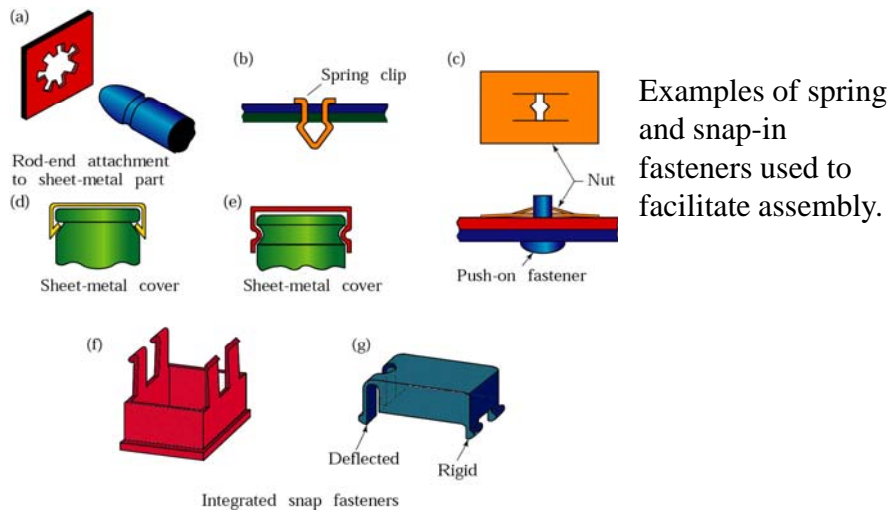 (a)
Rod-end attachment
to sheet-metal part
(b)
Spring clip
(c)
Nut
Push-on fastener
Examples of spring
and snap-in
fasteners used to
facilitate assembly.
(d)
Sheet-metal cover
(e)
Sheet-metal cover
(f)
(g)
Deflected
Rigid
Integrated snap fasteners